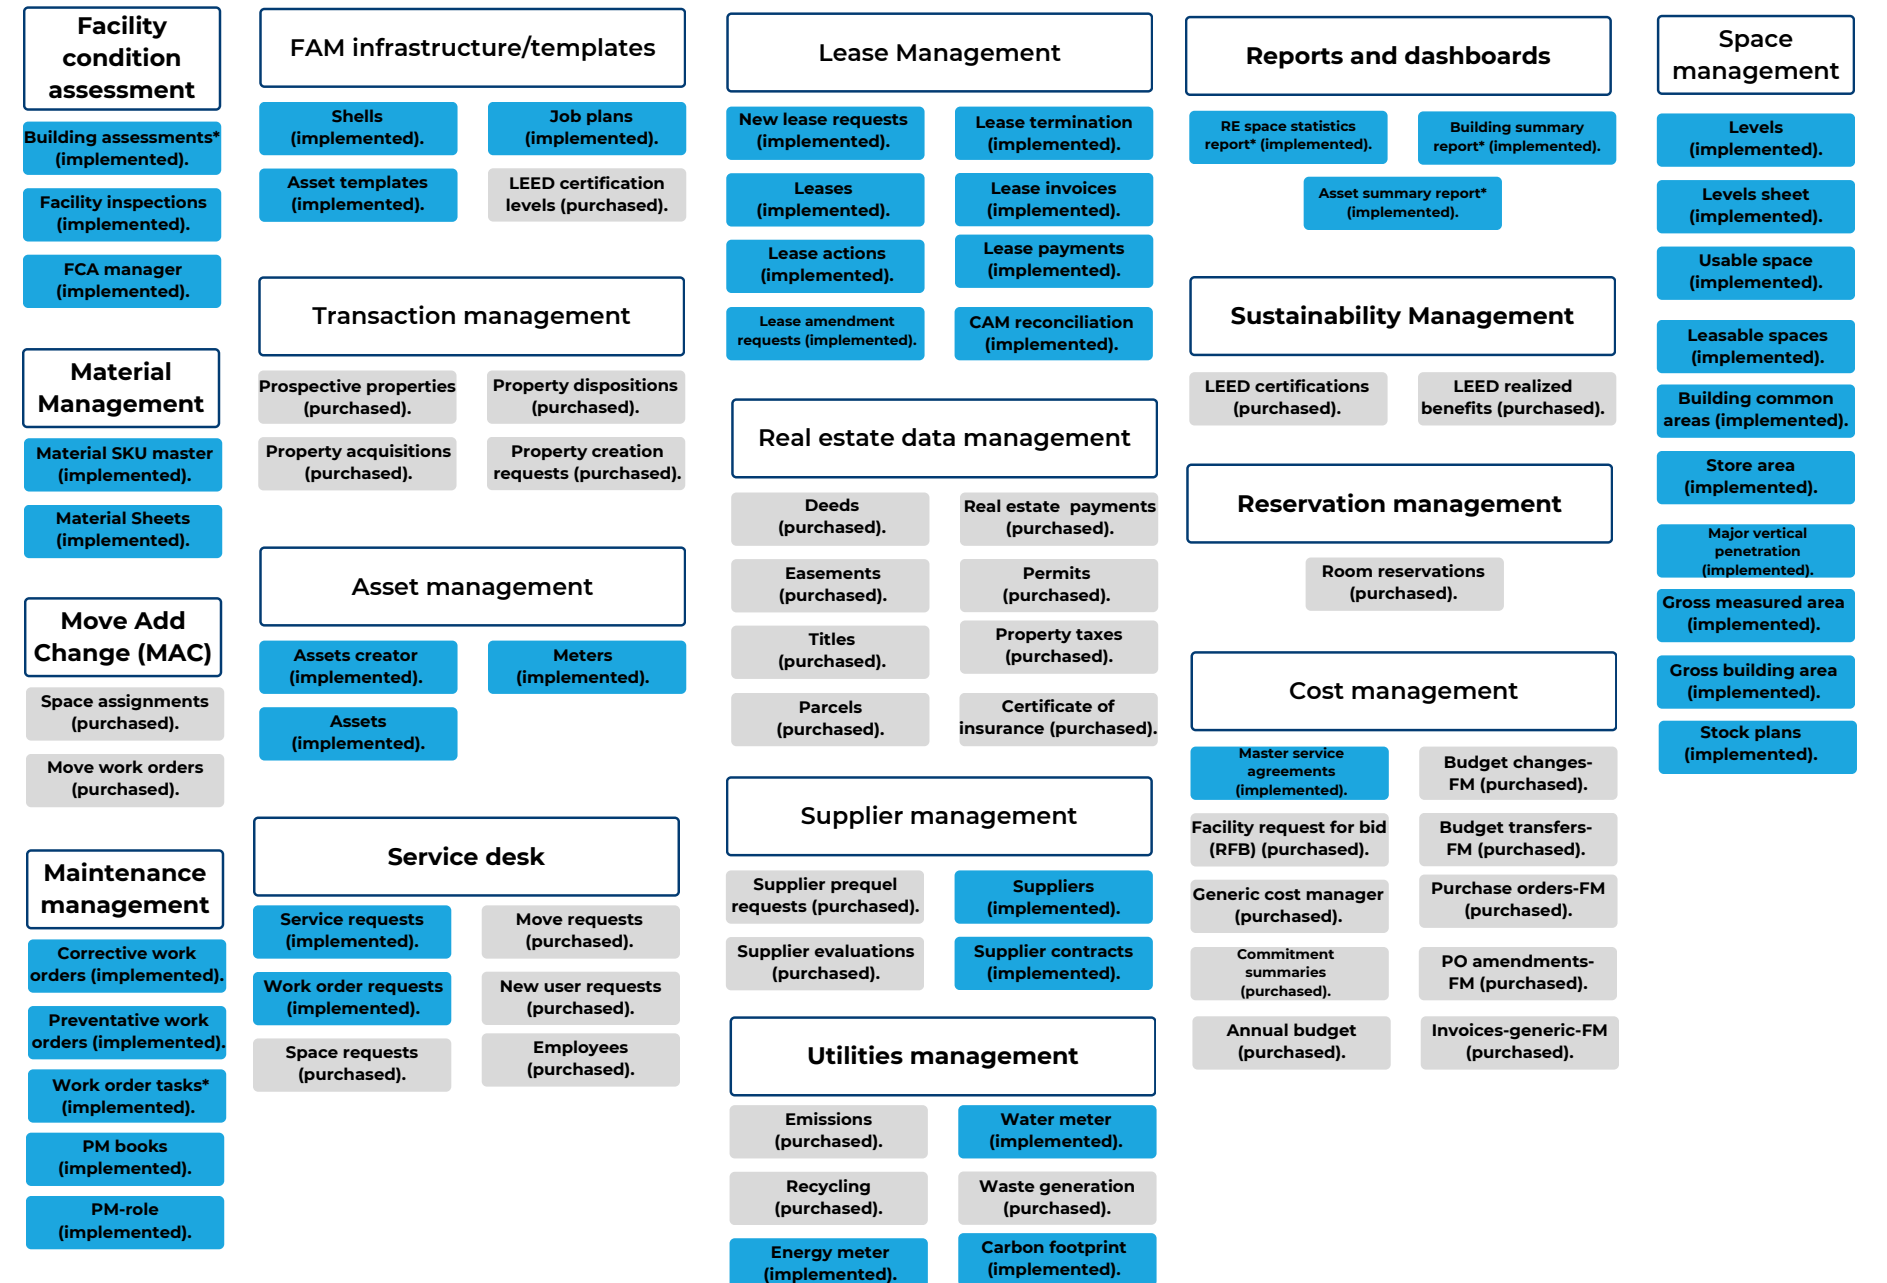 Facility
condition
assessment
Building assessments*
(implemented).
Facility inspections
(implemented).
FCA manager
(implemented).
Material
Management
Material SKU master
(implemented).
Material Sheets
(implemented).
Move Add
Change (MAC)
Space assignments
(purchased).
Move work orders
(purchased).
Maintenance
management
Corrective work
orders (implemented).
Preventative work
orders (implemented).
Work order tasks*
(implemented).
PM books
(implemented).
PM-role
(implemented).
FAM infrastructure/templates
Shells
(implemented).
Job plans
(implemented).
Asset templates
(implemented).
LEED certification
levels (purchased).
Transaction management
Prospective properties
(purchased).
Property dispositions
(purchased).
Property acquisitions
(purchased).
Property creation
requests (purchased).
Asset management
Assets creator
(implemented).
Meters
(implemented).
Assets
(implemented).
Service desk
Service requests
(implemented).
Move requests
(purchased).
Work order requests
(implemented).
New user requests
(purchased).
Space requests
(purchased).
Employees
(purchased).
Lease Management
New lease requests
(implemented).
Lease termination
(implemented).
Leases
(implemented).
Lease invoices
(implemented).
Lease actions
(implemented).
Lease payments
(implemented).
Lease amendment
requests (implemented).
CAM reconciliation
(implemented).
Real estate data management
Deeds
(purchased).
Real estate  payments
(purchased).
Easements
(purchased).
Permits
(purchased).
Titles
(purchased).
Property taxes
(purchased).
Parcels
(purchased).
Certificate of
insurance (purchased).
Supplier management
Supplier prequel
requests (purchased).
Suppliers
(implemented).
Supplier evaluations
(purchased).
Supplier contracts
(implemented).
Utilities management
Emissions
(purchased).
Water meter
(implemented).
Recycling
(purchased).
Waste generation
(purchased).
Energy meter
(implemented).
Carbon footprint
(implemented).
Reports and dashboards
RE space statistics
report* (implemented).
Building summary
report* (implemented).
Asset summary report*
(implemented).
Sustainability Management
LEED certifications
(purchased).
LEED realized
benefits (purchased).
Reservation management
Room reservations
(purchased).
Cost management
Master service
agreements
(implemented).
Budget changes-
FM (purchased).
Facility request for bid
(RFB) (purchased).
Budget transfers-
FM (purchased).
Generic cost manager
(purchased).
Purchase orders-FM
(purchased).
Commitment
summaries
(purchased).
PO amendments-
FM (purchased).
Annual budget
(purchased).
Invoices-generic-FM
(purchased).
Space
management
Levels
(implemented).
Levels sheet
(implemented).
Usable space
(implemented).
Leasable spaces
(implemented).
Building common
areas (implemented).
Store area
(implemented).
Major vertical
penetration
(implemented).
Gross measured area
(implemented).
Gross building area
(implemented).
Stock plans
(implemented).